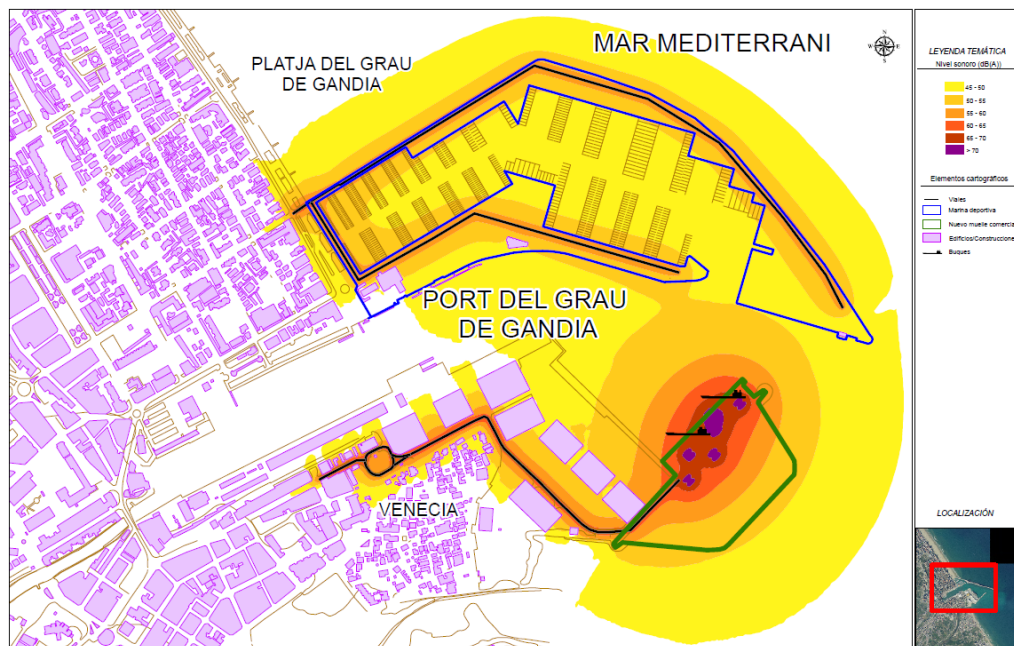 MAR MEDITERRANI
PLATJA DEL GRAU
DE GANDIA
PORT DEL GRAU
DE GANDIA
VENECIA
N
W
E
S
LEYENDA TEMÁTICA
Nivel sonoro (dB(A))
45 - 50
50 - 55
55 - 60
60 - 65
65 - 70
> 70
Elementos cartográficos
Viales
Marina deportiva
Nuevo muelle comercia
Edificios/Construccione
Buques
LOCALIZACIÓN